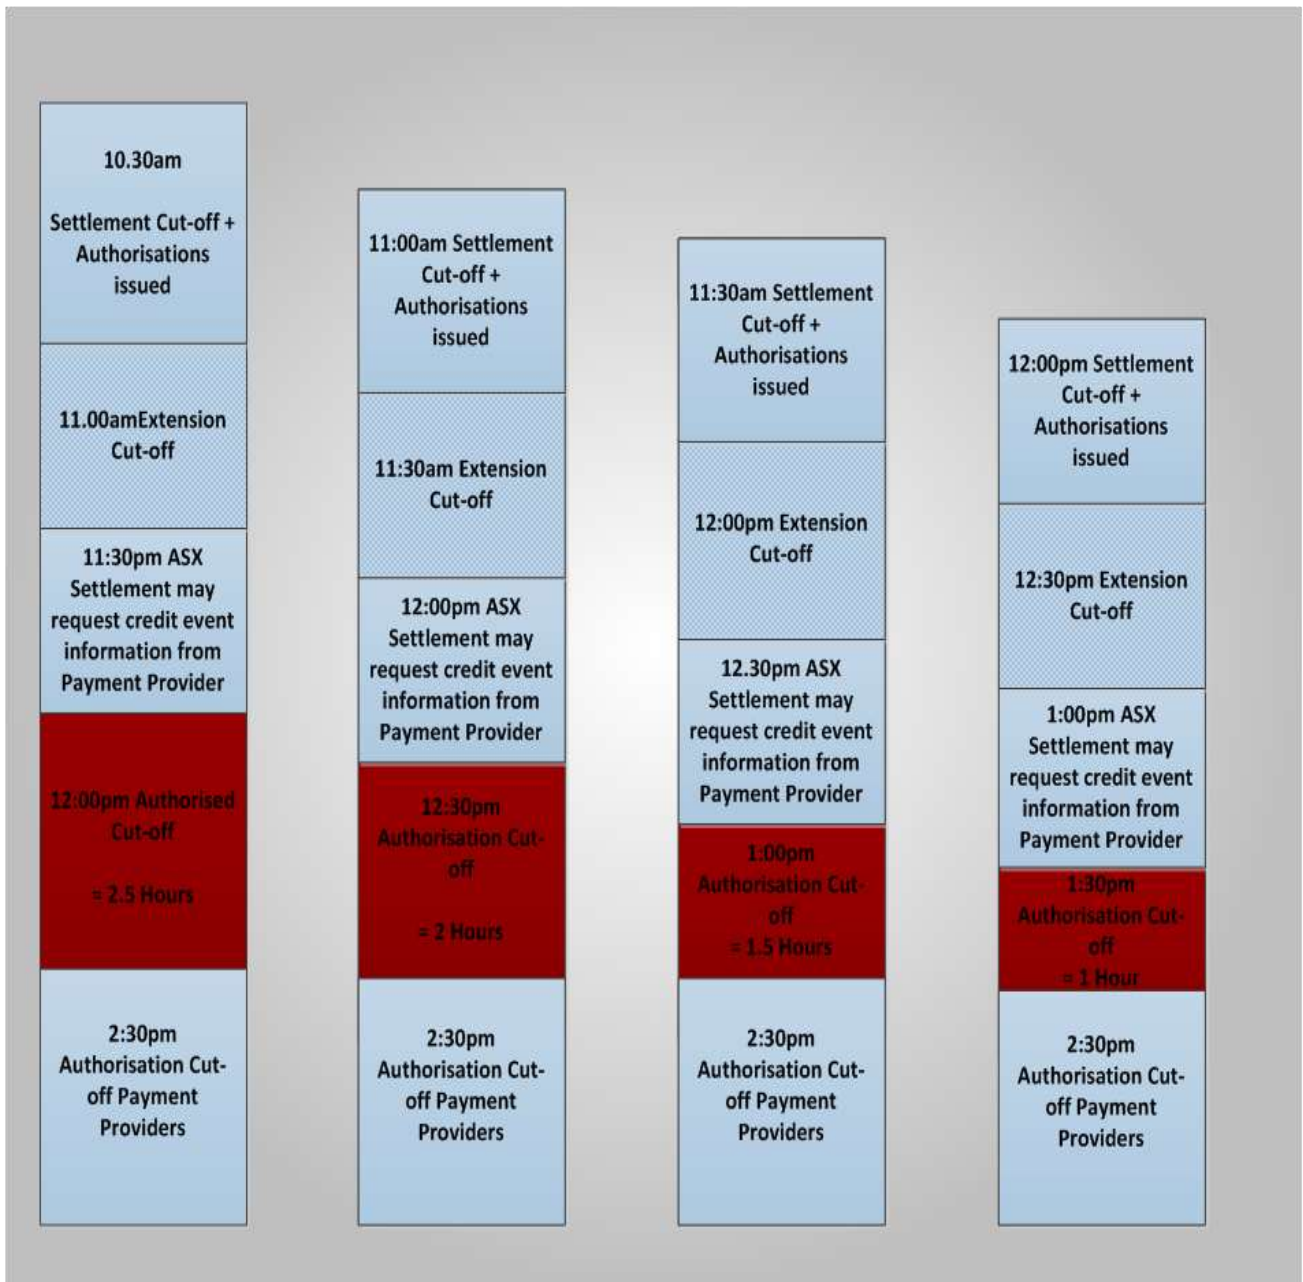 10.30am
Settlement Cut-off +
Authorisations
issued
11.00amExtension
Cut-off
11:30pm ASX
Settlement may
request credit event
information from
Payment Provider
12:00pm Authorised
Cut-off
= 2.5 Hours
2:30pm
Authorisation Cut-
off Payment
Providers
11:00am Settlement
Cut-off +
Authorisations
issued
11:30am Extension
Cut-off
12:00pm ASX
Settlement may
request credit event
information from
Payment Provider
12:30pm
Authorisation Cut-
off
= 2 Hours
2:30pm
Authorisation Cut-
off Payment
Providers
11:30am Settlement
Cut-off +
Authorisations
issued
12:00pm Extension
Cut-off
12.30pm ASX
Settlement may
request credit event
information from
Payment Provider
1:00pm
Authorisation Cut-
off
= 1.5 Hours
2:30pm
Authorisation Cut-
off Payment
Providers
12:00pm Settlement
Cut-off +
Authorisations
issued
12:30pm Extension
Cut-off
1:00pm ASX
Settlement may
request credit event
information from
Payment Provider
1:30pm
Authorisation Cut-
off
= 1 Hour
2:30pm
Authorisation Cut-
off Payment
Providers